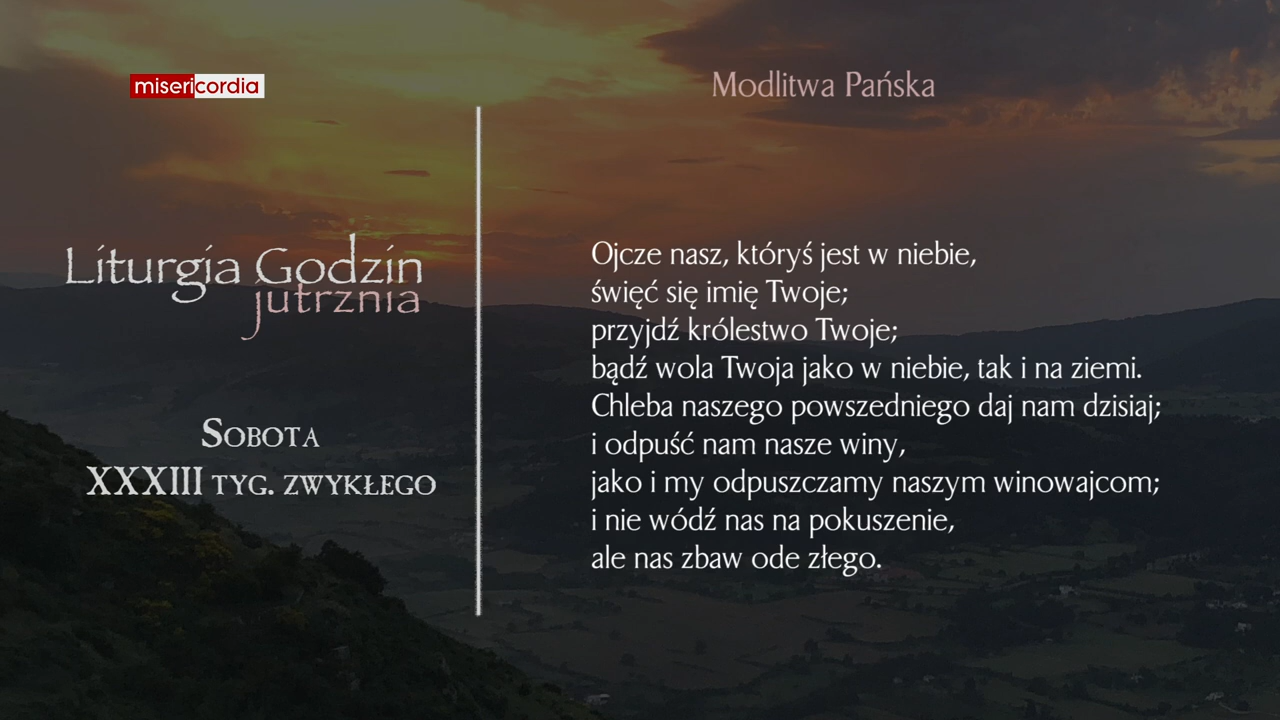 misericordia
Liturgia Godzin
jutrznia
Sobota
XXXIII tyg. zwykłego
Modlitwa Pańska
Ojcze nasz, któryś jest w niebie,
święć się imię Twoje;
przyjdź królestwo Twoje;
bądź wola Twoja jako w niebie, tak i na ziemi.
Chleba naszego powszedniego daj nam dzisiaj;
i odpuść nam nasze winy,
jako i my odpuszczamy naszym winowajcom;
i nie wódź nas na pokuszenie,
ale nas zbaw ode złego.